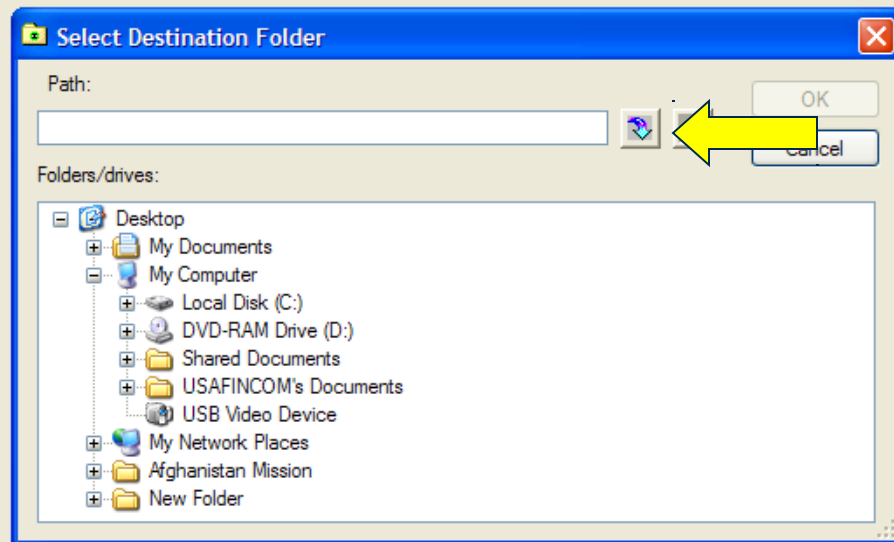 Select Destination Folder
Path:
OK
Cancel
Folders/drives:
Desktop
My Documents
My Computer
Local Disk (C:)
DVD-RAM Drive (D:)
Shared Documents
USAFINCOM's Documents
USB Video Device
My Network Places
Afghanistan Mission
New Folder